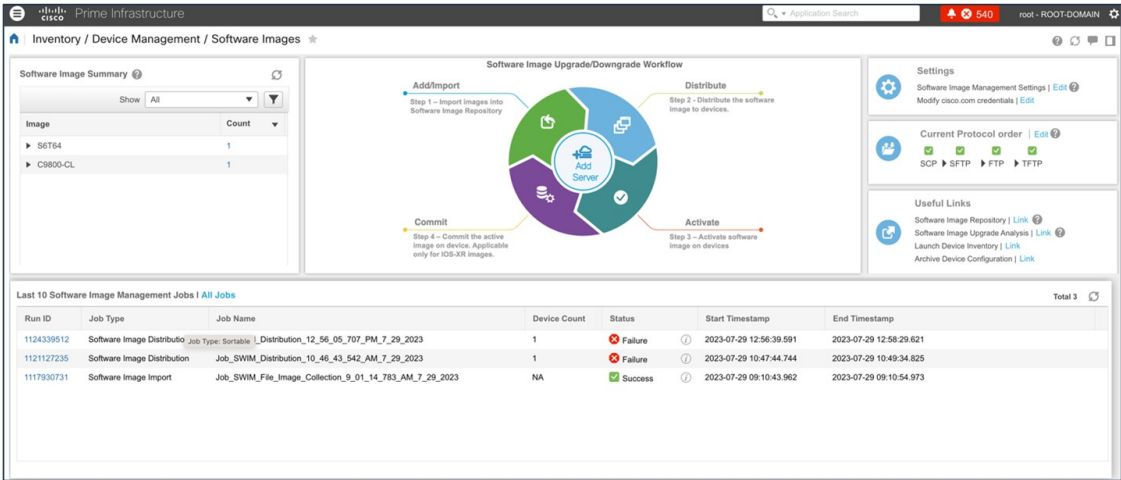 cisco Prime Infrastructure
Application Search
540
root - ROOT-DOMAIN
Inventory / Device Management / Software Images
Software Image Summary
Show All
Image Count
S6T64 1
C9800-CL 1
Software Image Upgrade/Downgrade Workflow
Add/Import
Step 1 – Import images into
Software Image Repository
Distribute
Step 2 - Distribute the software
image to devices.
Add
Server
Commit
Step 4 – Commit the active
image on device. Applicable
only for IOS-XR images.
Activate
Step 3 – Activate software
image on devices
Settings
Software Image Management Settings | Edit
Modify cisco.com credentials | Edit
Current Protocol order | Edit
SCP SFTP FTP TFTP
Useful Links
Software Image Repository | Link
Software Image Upgrade Analysis | Link
Launch Device Inventory | Link
Archive Device Configuration | Link
Last 10 Software Image Management Jobs | All Jobs
Total 3
Run ID Job Type Job Name Device Count Status Start Timestamp End Timestamp
1124339512 Software Image Distributio Job Type: Sortable _Distribution_12_56_05_707_PM_7_29_2023 1 Failure 2023-07-29 12:56:39.591 2023-07-29 12:58:29.621
1121127235 Software Image Distribution Job_SWIM_Distribution_10_46_43_542_AM_7_29_2023 1 Failure 2023-07-29 10:47:44.744 2023-07-29 10:49:34.825
1117930731 Software Image Import Job_SWIM_File_Image_Collection_9_01_14_783_AM_7_29_2023 NA Success 2023-07-29 09:10:43.962 2023-07-29 09:10:54.973